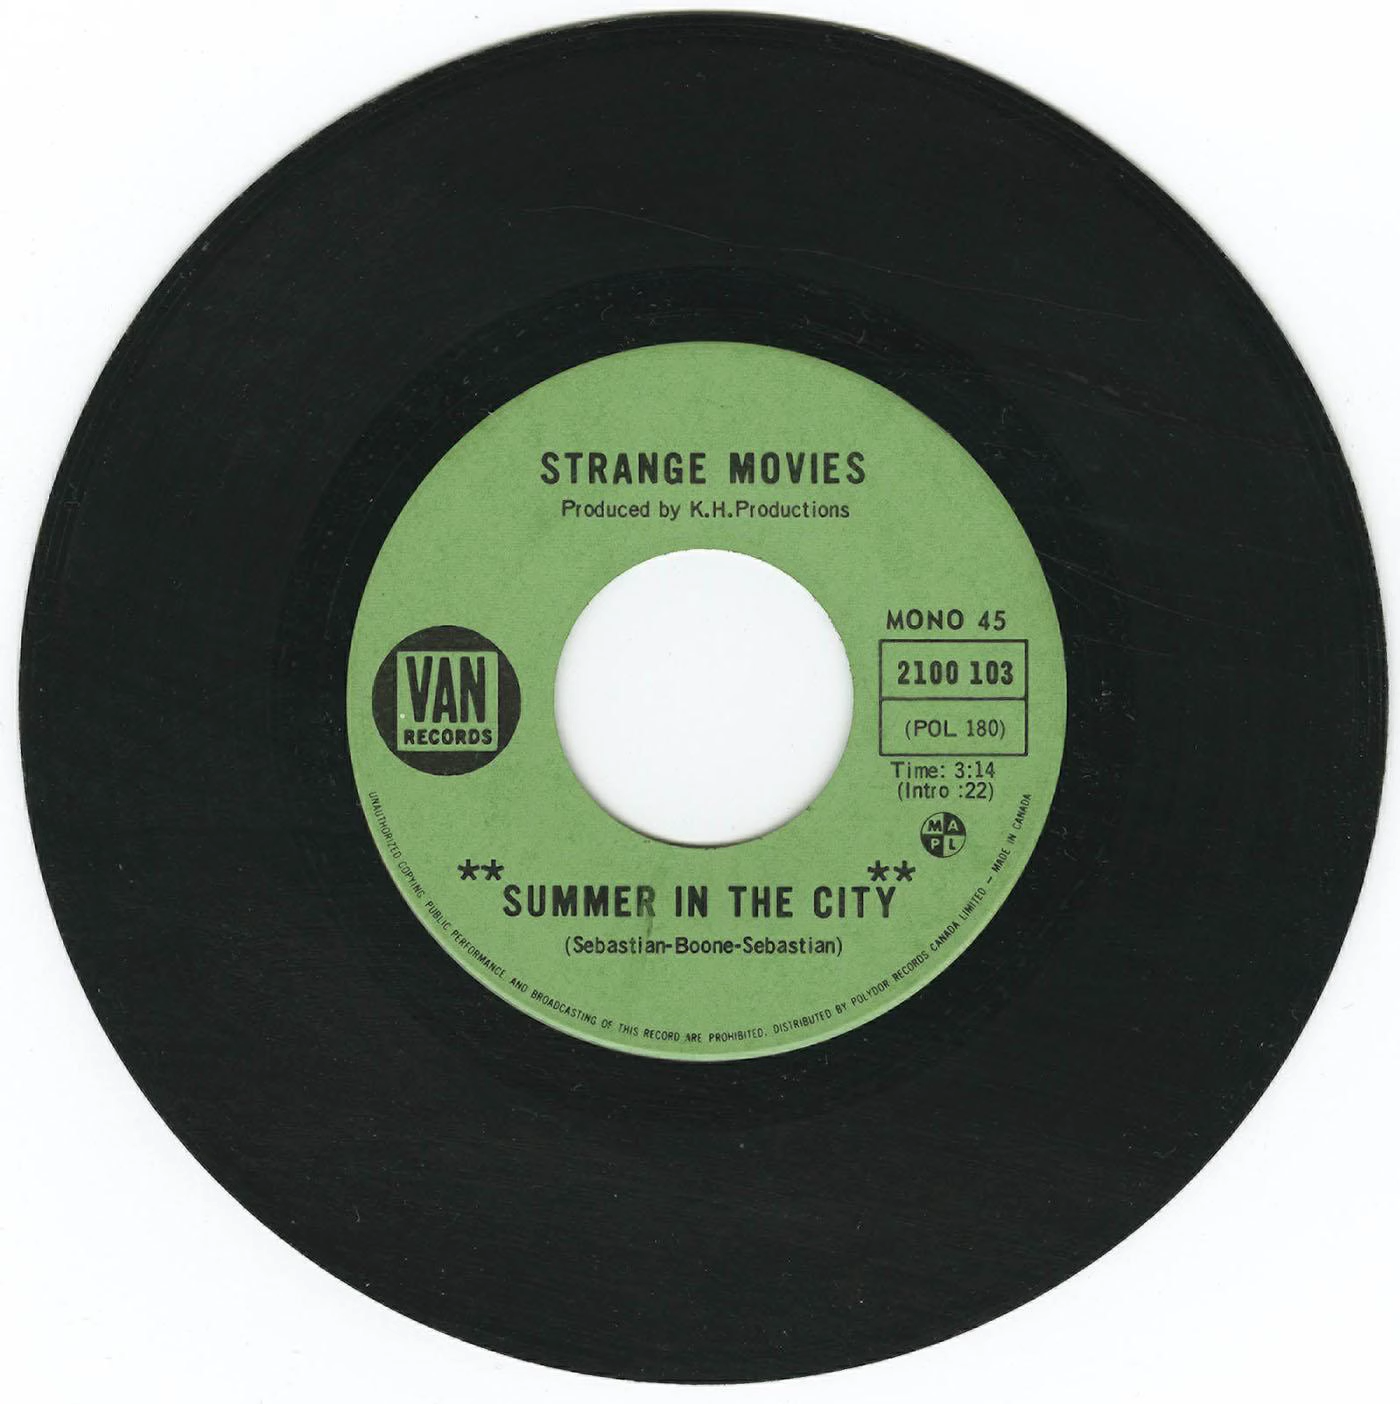 STRANGE MOVIES
Produced by K.H.Productions
VAN
RECORDS
MONO 45
2100 103
(POL 180)
Time: 3:14
(Intro :22)
M A
P L
** SUMMER IN THE CITY **
(Sebastian-Boone-Sebastian)
UNAUTHORIZED COPYING, PUBLIC PERFORMANCE AND BROADCASTING OF THIS RECORD ARE PROHIBITED. DISTRIBUTED BY POLYDOR RECORDS CANADA LIMITED – MADE IN CANADA